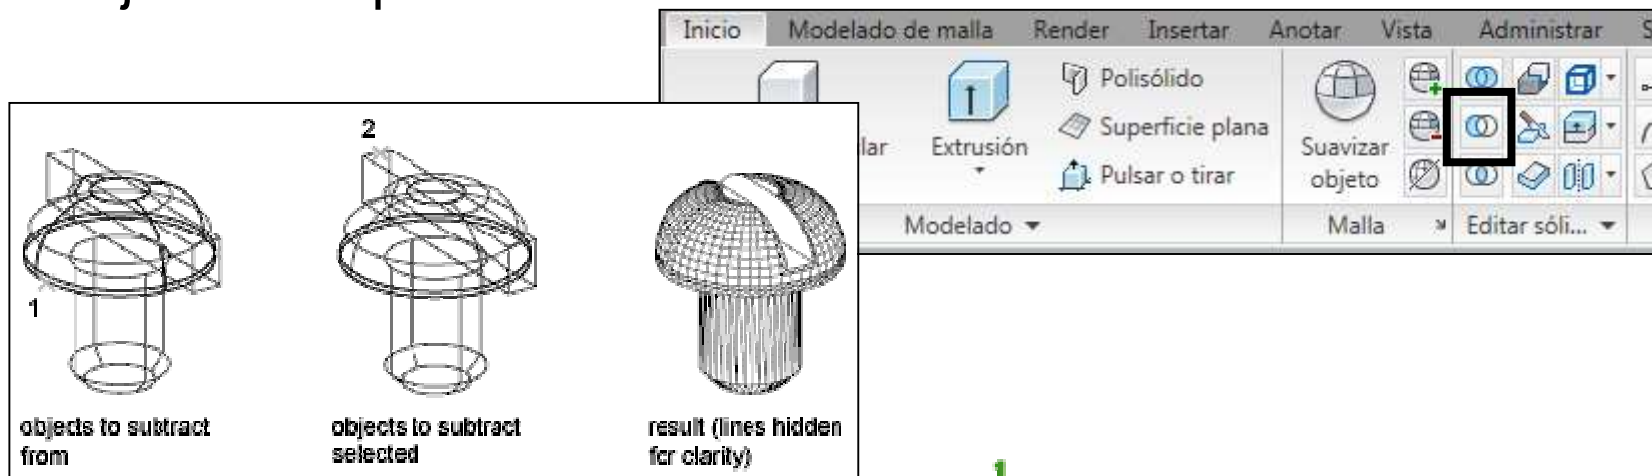 Inicio Modelado de malla Render Insertar Anotar Vista Administrar
Polisólido
Superficie plana
Pulsar o tirar
lar
Extrusión
Suavizar
objeto
Modelado
Malla
Editar sóli...
2
1
objects to subtract
from
objects to subtract
selected
result (lines hidden
for clarity)
1